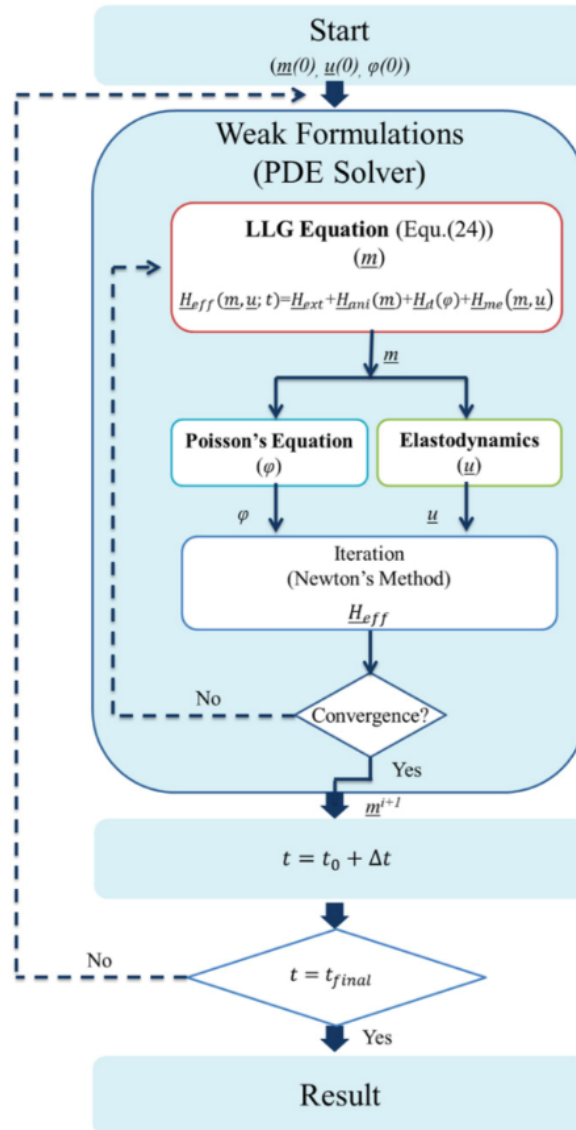 Start
(m(0), u(0), φ(0))
Weak Formulations
(PDE Solver)
LLG Equation (Equ.(24))
(m)
H_eff(m,u; t)=H_ext+H_ani(m)+H_d(φ)+H_me(m,u)
m
Poisson's Equation
(φ)
Elastodynamics
(u)
φ
u
Iteration
(Newton's Method)
H_eff
Convergence?
No
Yes
m^{i+1}
t = t_0 + Δt
t = t_final
No
Yes
Result